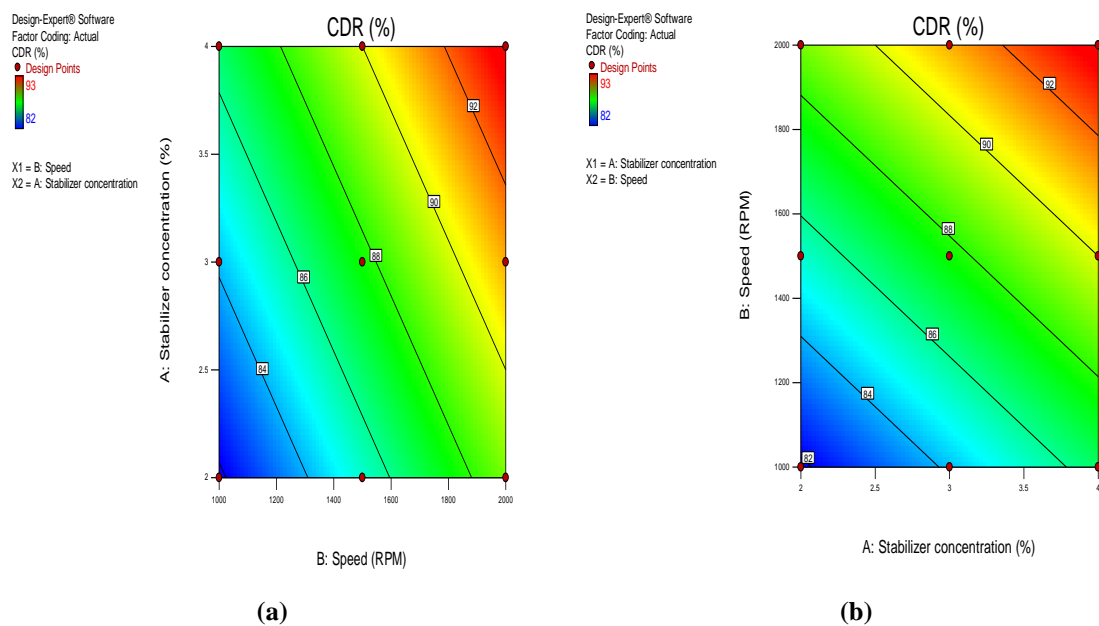 Design-Expert® Software
Factor Coding: Actual
CDR (%)
Design Points
93
82
X1 = B: Speed
X2 = A: Stabilizer concentration
CDR (%)
A: Stabilizer concentration (%)
4
3.5
3
2.5
2
1000 1200 1400 1600 1800 2000
B: Speed (RPM)
84
86
88
90
92
(a)
Design-Expert® Software
Factor Coding: Actual
CDR (%)
Design Points
93
82
X1 = A: Stabilizer concentration
X2 = B: Speed
CDR (%)
B: Speed (RPM)
2000
1800
1600
1400
1200
1000
2 2.5 3 3.5 4
A: Stabilizer concentration (%)
82
84
86
88
90
92
(b)